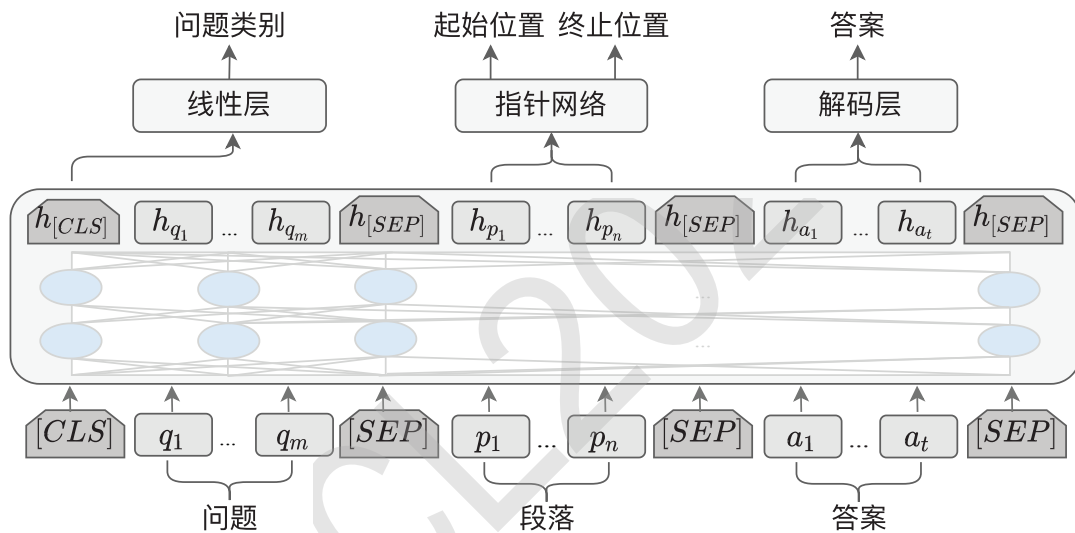 问题类别 起始位置 终止位置 答案
线性层 指针网络 解码层
h[CLS] hq1 ... hqm h[SEP] hp1 ... hpn h[SEP] ha1 ... hat h[SEP]
...
...
[CLS] q1 ... qm [SEP] p1 ... pn [SEP] a1 ... at [SEP]
问题 段落 答案